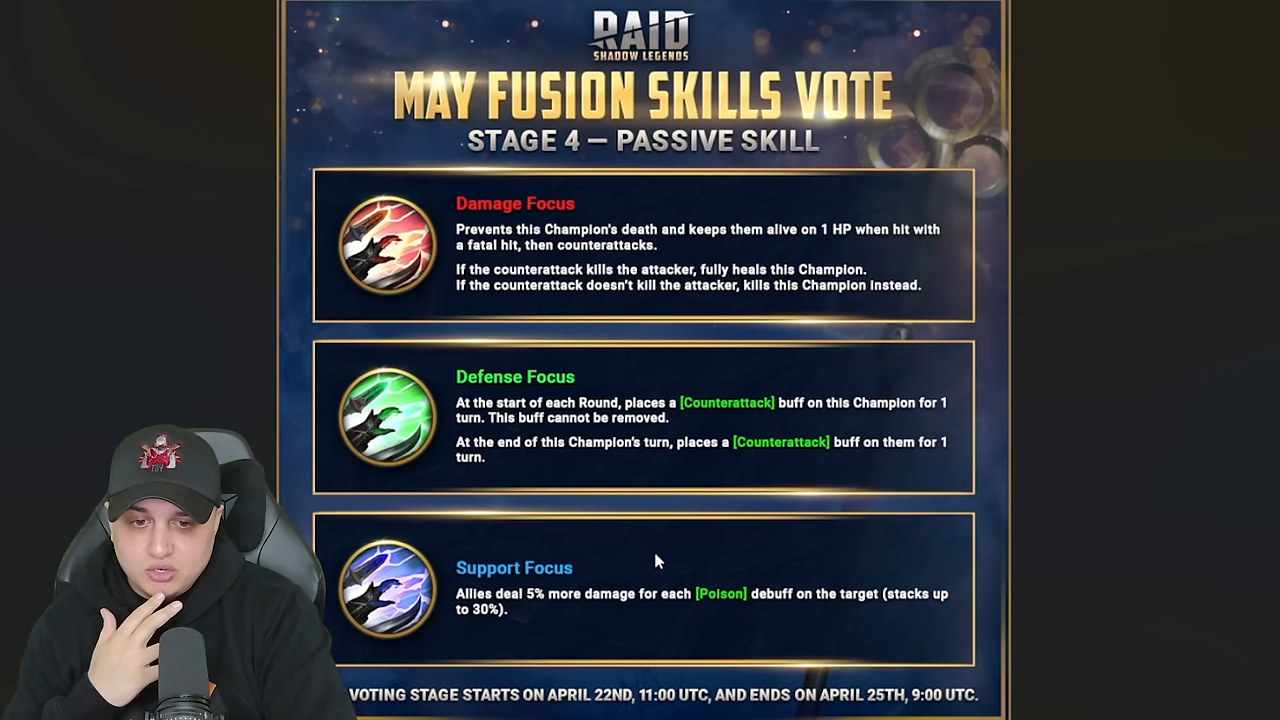 RAID
SHADOW LEGENDS
MAY FUSION SKILLS VOTE
STAGE 4 — PASSIVE SKILL
Damage Focus
Prevents this Champion's death and keeps them alive on 1 HP when hit with
a fatal hit, then counterattacks.
If the counterattack kills the attacker, fully heals this Champion.
If the counterattack doesn't kill the attacker, kills this Champion instead.
Defense Focus
At the start of each Round, places a [Counterattack] buff on this Champion for 1
turn. This buff cannot be removed.
At the end of this Champion's turn, places a [Counterattack] buff on them for 1
turn.
Support Focus
Allies deal 5% more damage for each [Poison] debuff on the target (stacks up
to 30%).
VOTING STAGE STARTS ON APRIL 22ND, 11:00 UTC, AND ENDS ON APRIL 25TH, 9:00 UTC.